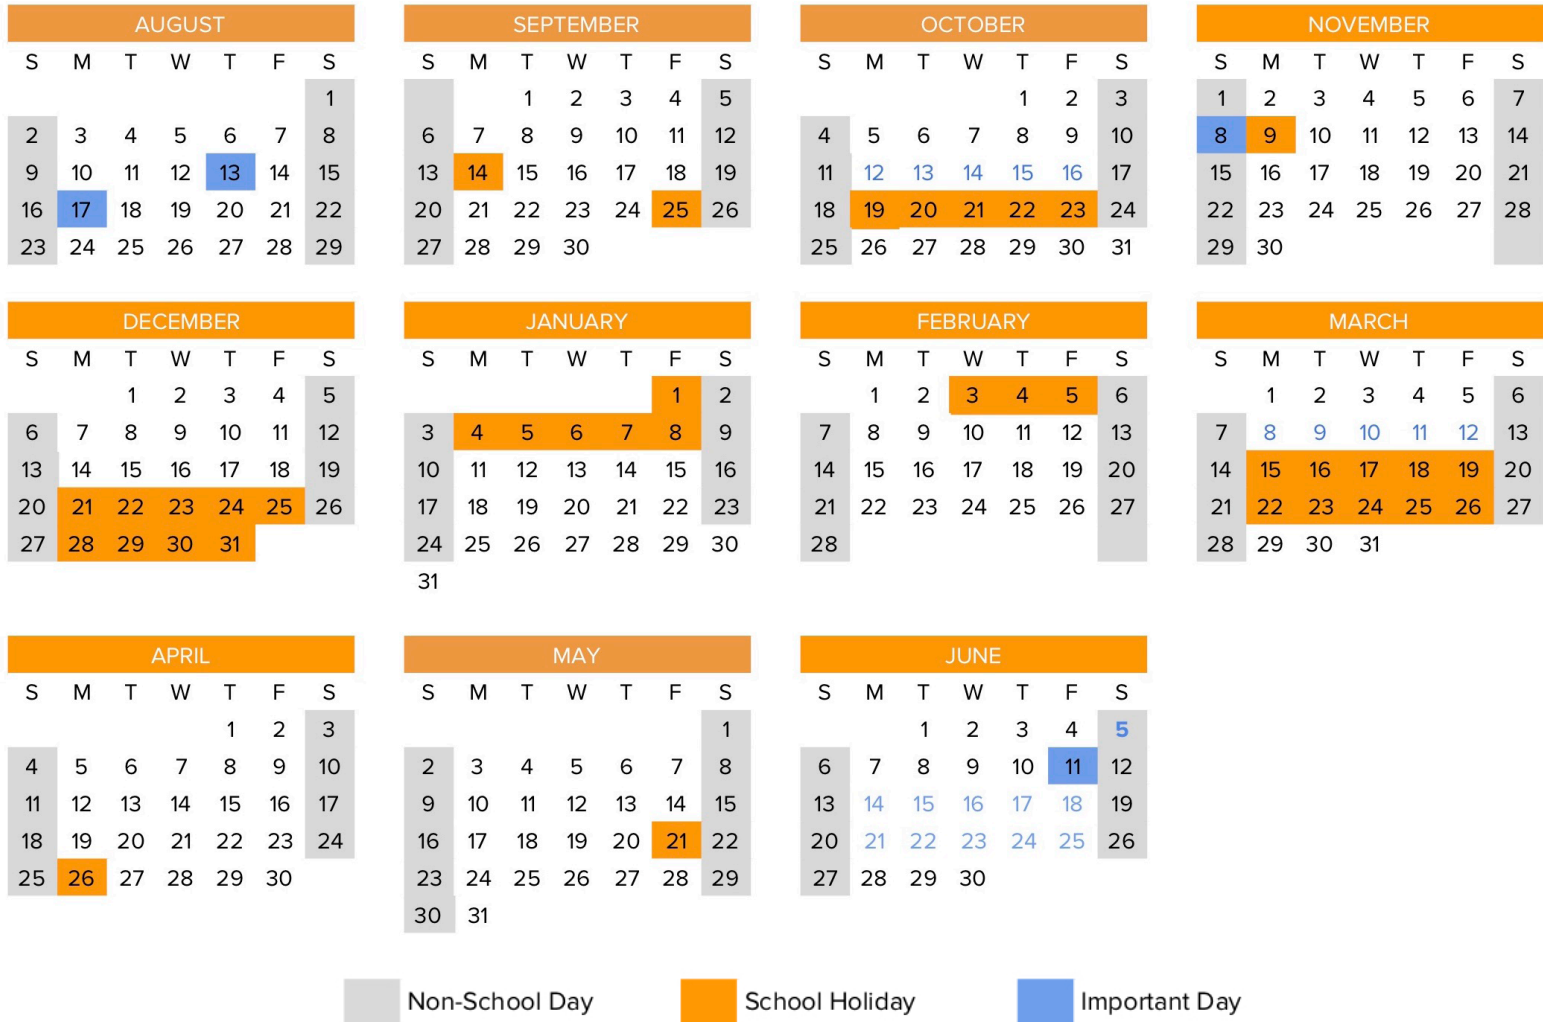 AUGUST SEPTEMBER OCTOBER NOVEMBER
S M T W T F S S M T W T F S S M T W T F S S M T W T F S
1 1 2 3 4 5 1 2 3 1 2 3 4 5 6 7
2 3 4 5 6 7 8 6 7 8 9 10 11 12 4 5 6 7 8 9 10 8 9 10 11 12 13 14
9 10 11 12 13 14 15 13 14 15 16 17 18 19 11 12 13 14 15 16 17 15 16 17 18 19 20 21
16 17 18 19 20 21 22 20 21 22 23 24 25 26 18 19 20 21 22 23 24 22 23 24 25 26 27 28
23 24 25 26 27 28 29 27 28 29 30 25 26 27 28 29 30 31 29 30
DECEMBER JANUARY FEBRUARY MARCH
S M T W T F S S M T W T F S S M T W T F S S M T W T F S
1 2 3 4 5 1 2 1 2 3 4 5 6 1 2 3 4 5 6
6 7 8 9 10 11 12 3 4 5 6 7 8 9 7 8 9 10 11 12 13 7 8 9 10 11 12 13
13 14 15 16 17 18 19 10 11 12 13 14 15 16 14 15 16 17 18 19 20 14 15 16 17 18 19 20
20 21 22 23 24 25 26 17 18 19 20 21 22 23 21 22 23 24 25 26 27 21 22 23 24 25 26 27
27 28 29 30 31 24 25 26 27 28 29 30 28 28 29 30 31
31
APRIL MAY JUNE
S M T W T F S S M T W T F S S M T W T F S
1 2 3 1 1 2 3 4 5
4 5 6 7 8 9 10 2 3 4 5 6 7 8 6 7 8 9 10 11 12
11 12 13 14 15 16 17 9 10 11 12 13 14 15 13 14 15 16 17 18 19
18 19 20 21 22 23 24 16 17 18 19 20 21 22 20 21 22 23 24 25 26
25 26 27 28 29 30 23 24 25 26 27 28 29 27 28 29 30
30 31
Non-School Day School Holiday Important Day